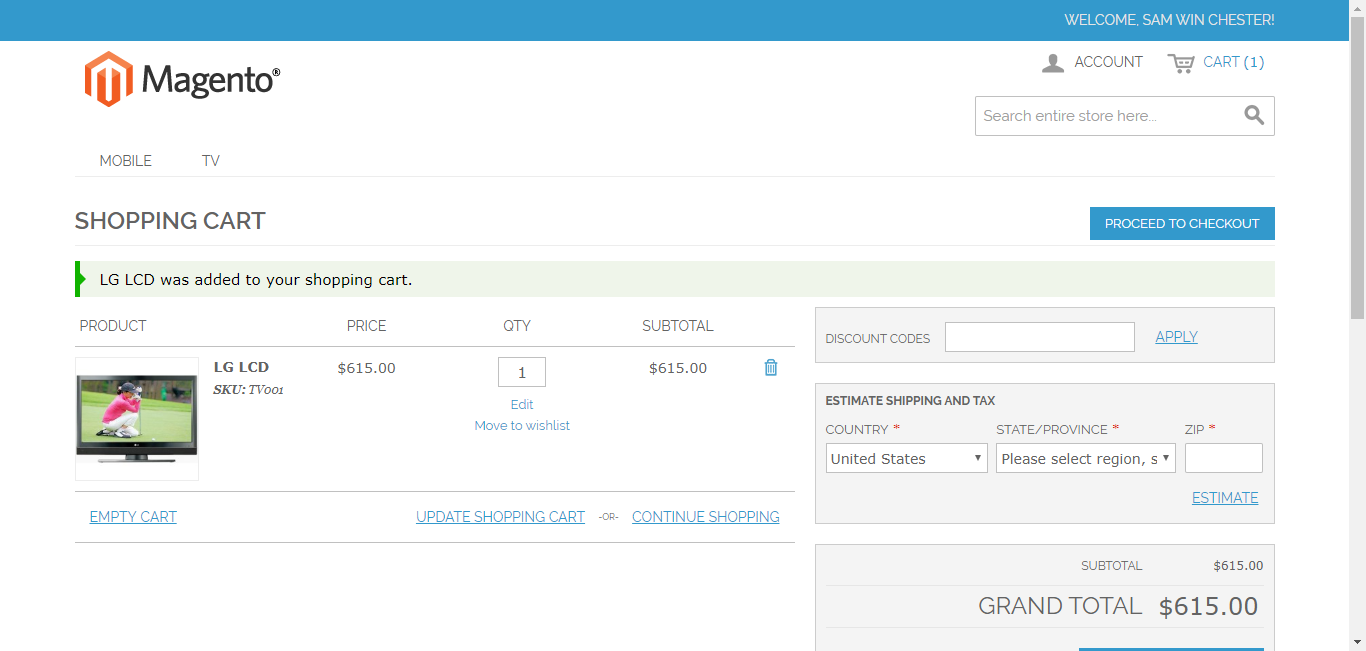 WELCOME, SAM WIN CHESTER!
Magento®
ACCOUNT CART (1)
Search entire store here...
MOBILE TV
SHOPPING CART
PROCEED TO CHECKOUT
LG LCD was added to your shopping cart.
PRODUCT PRICE QTY SUBTOTAL
LG LCD $615.00 1 $615.00
SKU: TV001
Edit
Move to wishlist
EMPTY CART UPDATE SHOPPING CART -OR- CONTINUE SHOPPING
DISCOUNT CODES APPLY
ESTIMATE SHIPPING AND TAX
COUNTRY * STATE/PROVINCE * ZIP *
United States Please select region, s
ESTIMATE
SUBTOTAL $615.00
GRAND TOTAL $615.00